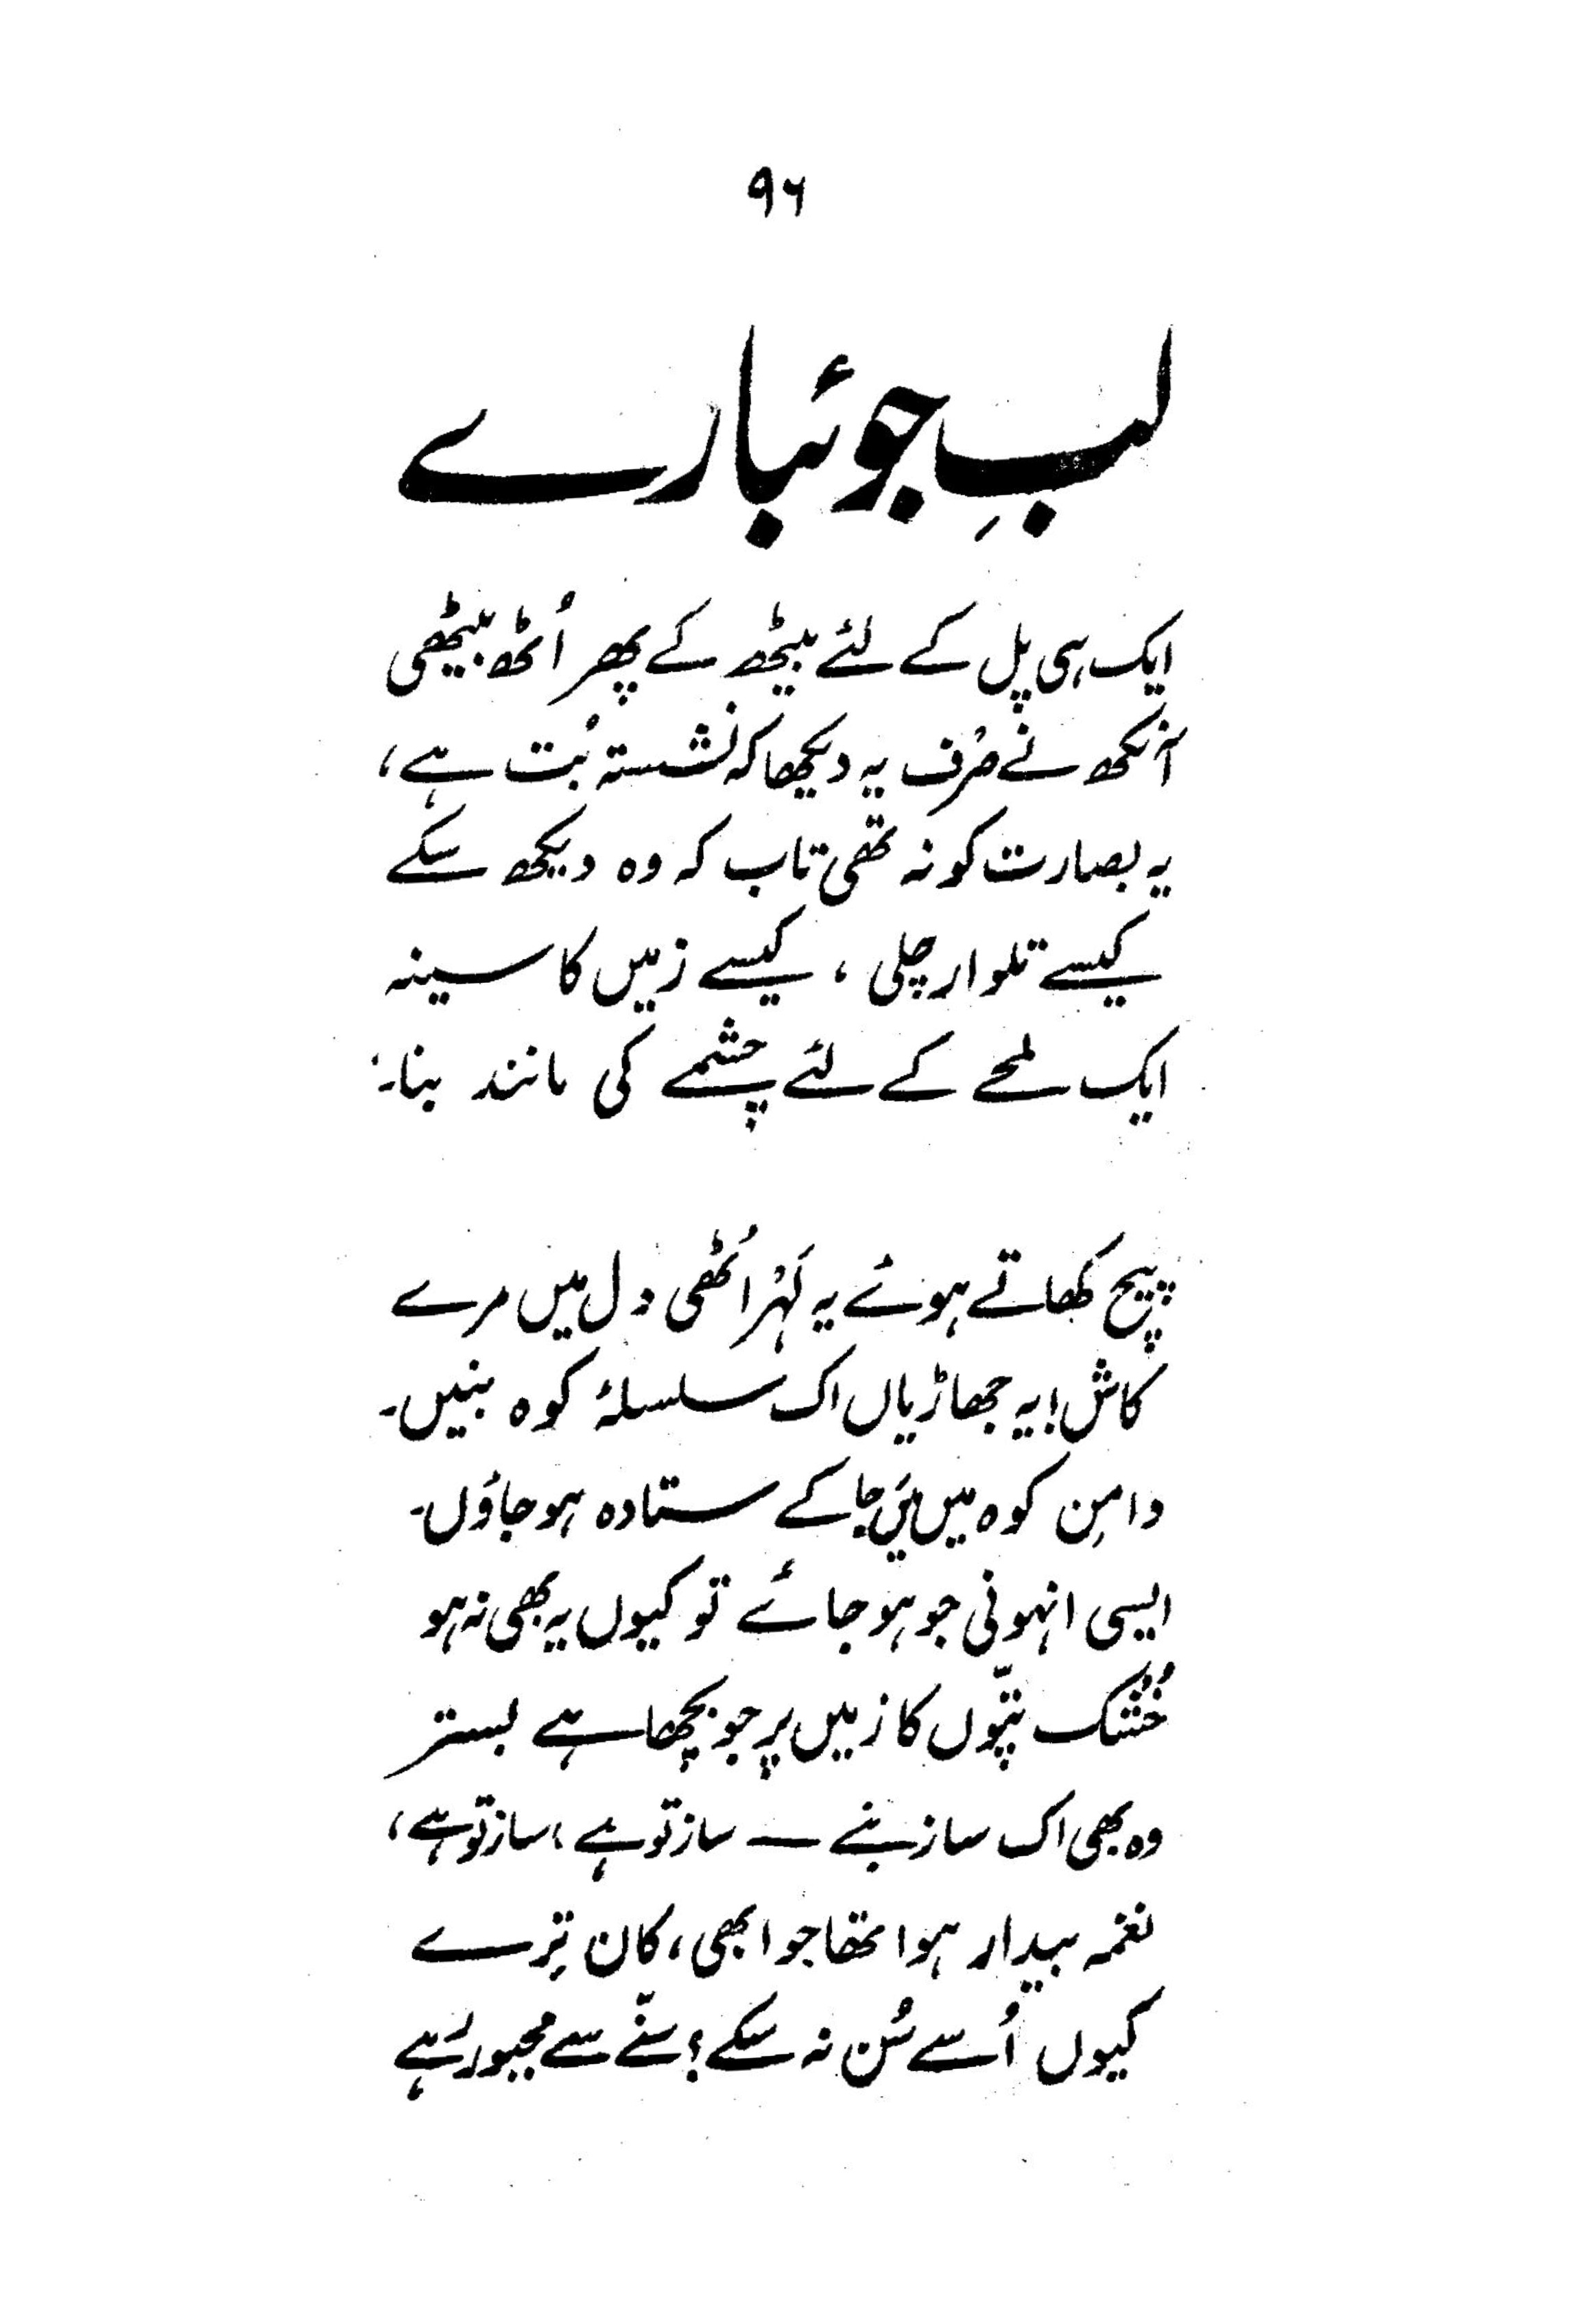 ۹۶
لبِ جوئبارے
ایک ہی پل کے لئے بیٹھ کے پھر اُٹھ بیٹھی
آنکھ نے صرْف یہ دیکھا کہ نشستہ بُت ہے،
یہ بصارت کو نہ تھی تاب کہ وہ دیکھ سکے
کیسے تلوار چلی، کیسے زمیں کا سینہ
ایک لمحے کے لئے چشمے کی مانند بنا۔
پیچ کھاتے ہوئے یہ لَہْر اُٹھی دل میں مرے
کاش! یہ جھاڑیاں اک سلسلۂ کوہ بنیں۔
دامنِ کوہ میں مَیں جا کے ستادہ ہو جاؤں۔
ایسی انہونی جو ہو جائے تو کیوں یہ بھی نہ ہو
خُشک پتّوں کا زمیں پر جو بچھا ہے بستر
وہ بھی اک ساز بنے ــ ساز تو ہے، ساز تو ہے،
نغمہ بیدار ہوا تھا جو ابھی، کان تِرے
کیوں اُسے سُن نہ سکے؟ سننے سے مجبور رہے